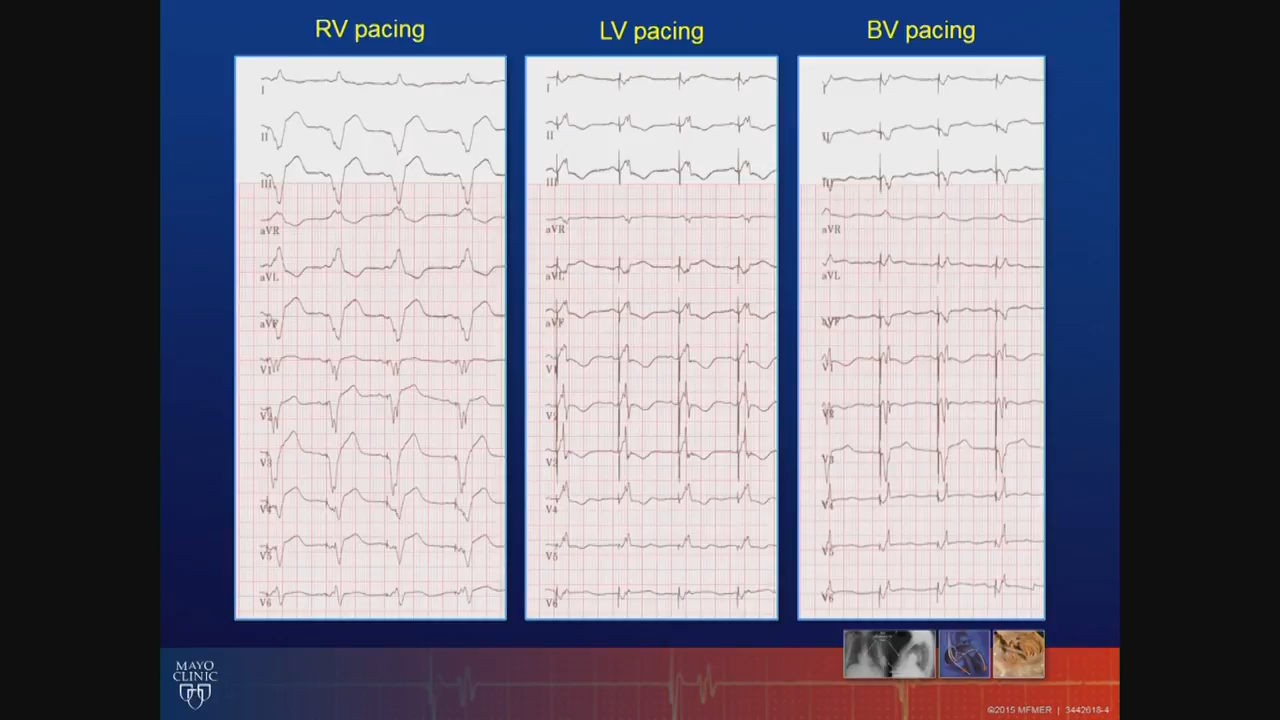 RV pacing
LV pacing
BV pacing
I
II
III
aVR
aVL
aVF
V1
V2
V3
V4
V5
V6
I
II
III
aVR
aVL
aVF
V1
V2
V3
V4
V5
V6
I
II
III
aVR
aVL
aVF
V1
V2
V3
V4
V5
V6
MAYO
CLINIC
©2015 MFMER | 3442618-4